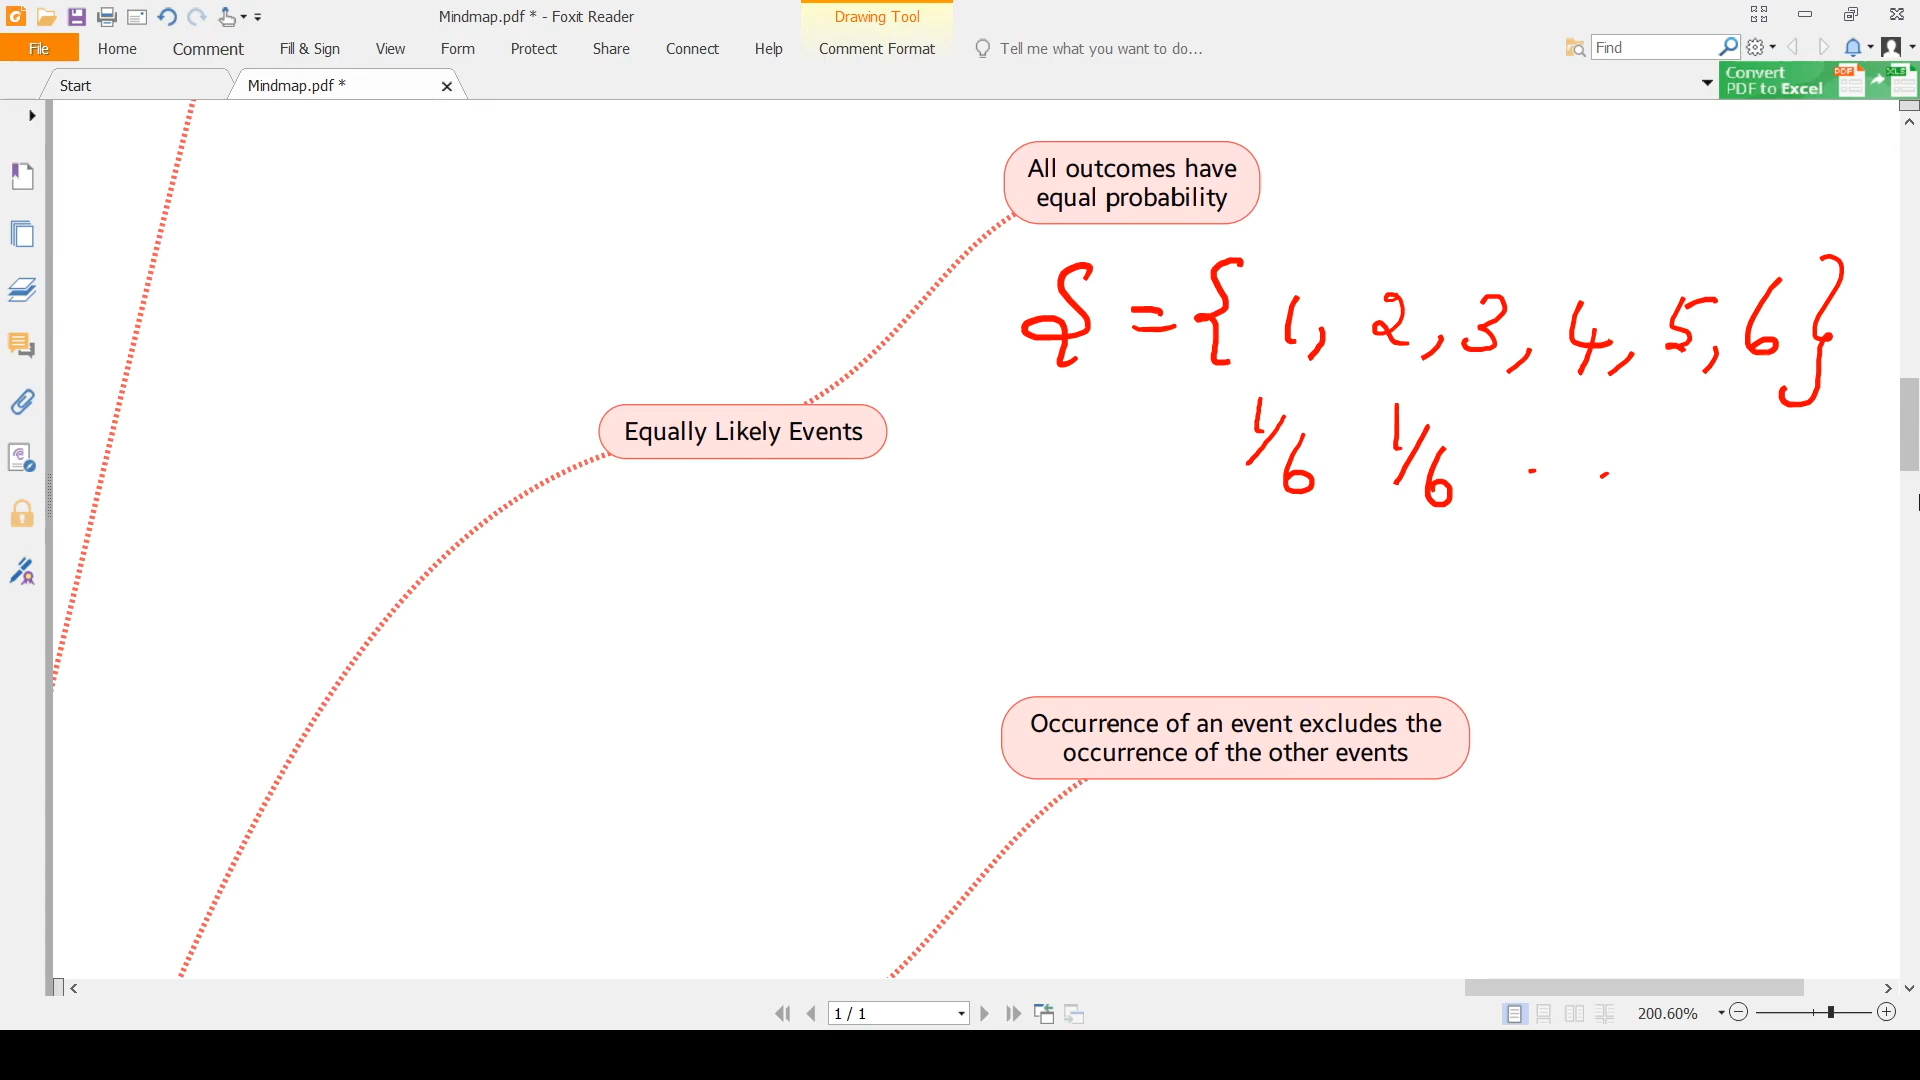 Mindmap.pdf * - Foxit Reader
Drawing Tool
File
Home
Comment
Fill & Sign
View
Form
Protect
Share
Connect
Help
Comment Format
Tell me what you want to do...
Find
Start
Mindmap.pdf *
Convert
PDF to Excel
PDF
XLS
All outcomes have
equal probability
S = { 1, 2, 3, 4, 5, 6 }
1/6 1/6 . .
Equally Likely Events
Occurrence of an event excludes the
occurrence of the other events
1 / 1
200.60%